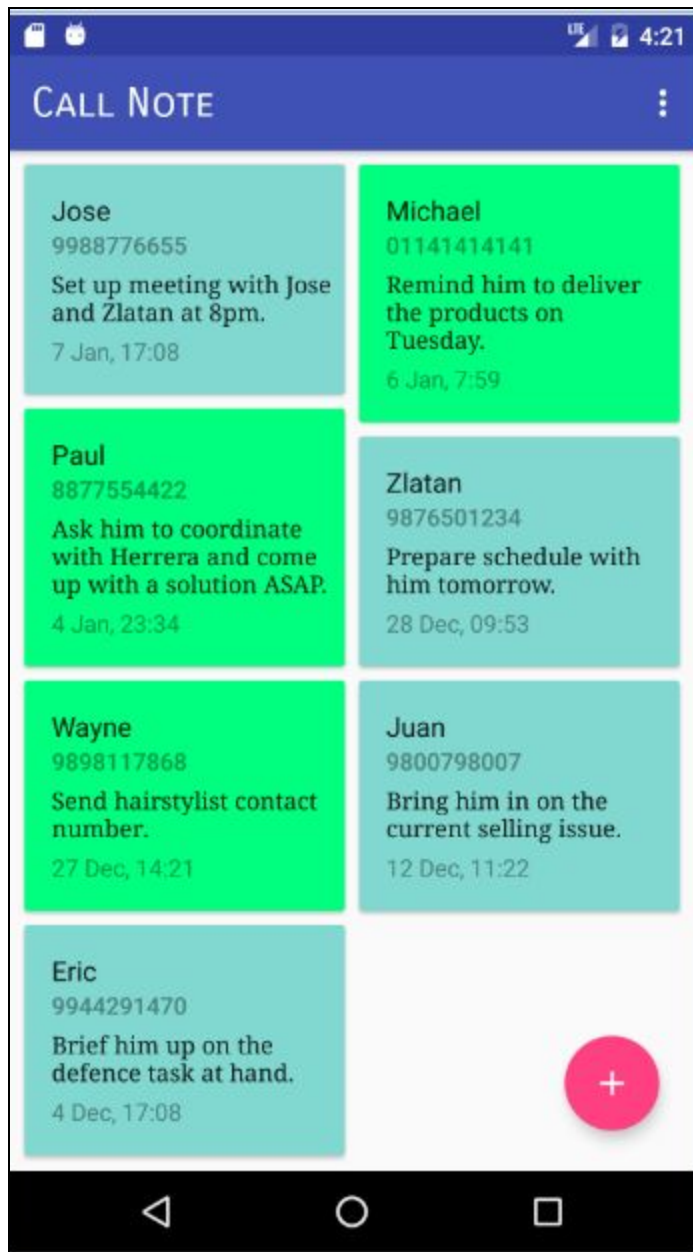 LTE 4:21
CALL NOTE
Jose
9988776655
Set up meeting with Jose
and Zlatan at 8pm.
7 Jan, 17:08
Michael
01141414141
Remind him to deliver
the products on
Tuesday.
6 Jan, 7:59
Paul
8877554422
Ask him to coordinate
with Herrera and come
up with a solution ASAP.
4 Jan, 23:34
Zlatan
9876501234
Prepare schedule with
him tomorrow.
28 Dec, 09:53
Wayne
9898117868
Send hairstylist contact
number.
27 Dec, 14:21
Juan
9800798007
Bring him in on the
current selling issue.
12 Dec, 11:22
Eric
9944291470
Brief him up on the
defence task at hand.
4 Dec, 17:08